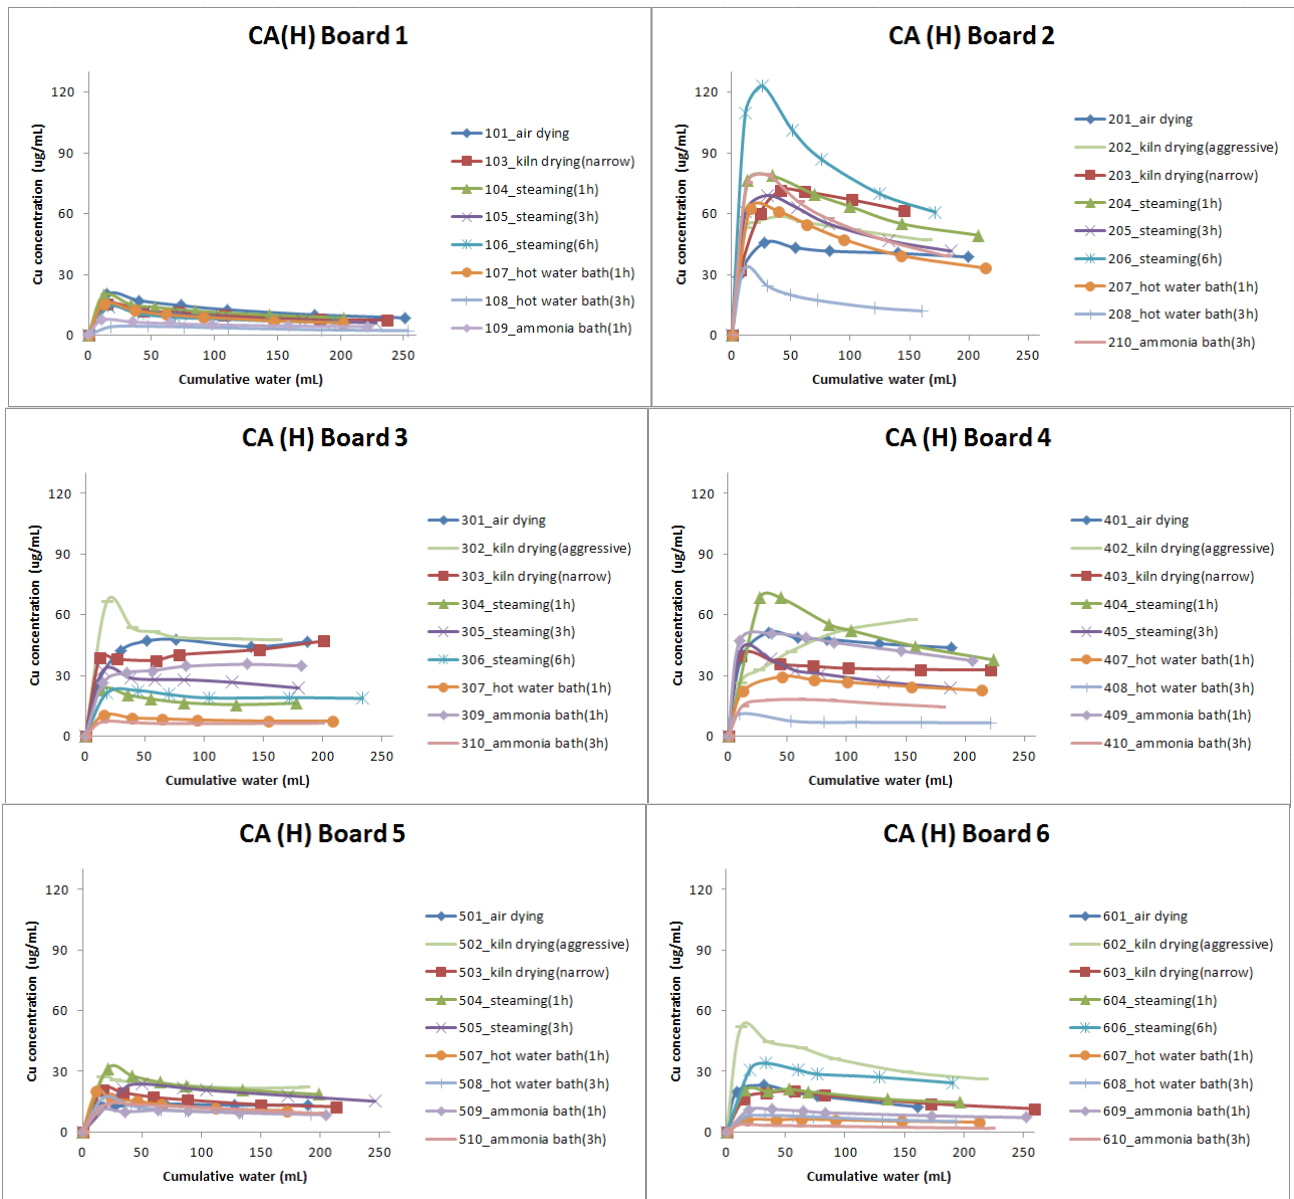 CA(H) Board 1
Cu concentration (ug/mL)
120
90
60
30
0
0 50 100 150 200 250
Cumulative water (mL)
101_air dying
103_kiln drying(narrow)
104_steaming(1h)
105_steaming(3h)
106_steaming(6h)
107_hot water bath(1h)
108_hot water bath(3h)
109_ammonia bath(1h)
CA (H) Board 2
Cu concentration (ug/mL)
120
90
60
30
0
0 50 100 150 200 250
Cumulative water (mL)
201_air dying
202_kiln drying(aggressive)
203_kiln drying(narrow)
204_steaming(1h)
205_steaming(3h)
206_steaming(6h)
207_hot water bath(1h)
208_hot water bath(3h)
210_ammonia bath(3h)
CA (H) Board 3
Cu concentration (ug/mL)
120
90
60
30
0
0 50 100 150 200 250
Cumulative water (mL)
301_air dying
302_kiln drying(aggressive)
303_kiln drying(narrow)
304_steaming(1h)
305_steaming(3h)
306_steaming(6h)
307_hot water bath(1h)
309_ammonia bath(1h)
310_ammonia bath(3h)
CA (H) Board 4
Cu concentration (ug/mL)
120
90
60
30
0
0 50 100 150 200 250
Cumulative water (mL)
401_air dying
402_kiln drying(aggressive)
403_kiln drying(narrow)
404_steaming(1h)
405_steaming(3h)
407_hot water bath(1h)
408_hot water bath(3h)
409_ammonia bath(1h)
410_ammonia bath(3h)
CA (H) Board 5
Cu concentration (ug/mL)
120
90
60
30
0
0 50 100 150 200 250
Cumulative water (mL)
501_air dying
502_kiln drying(aggressive)
503_kiln drying(narrow)
504_steaming(1h)
505_steaming(3h)
507_hot water bath(1h)
508_hot water bath(3h)
509_ammonia bath(1h)
510_ammonia bath(3h)
CA (H) Board 6
Cu concentration (ug/mL)
120
90
60
30
0
0 50 100 150 200 250
Cumulative water (mL)
601_air dying
602_kiln drying(aggressive)
603_kiln drying(narrow)
604_steaming(1h)
606_steaming(6h)
607_hot water bath(1h)
608_hot water bath(3h)
609_ammonia bath(1h)
610_ammonia bath(3h)